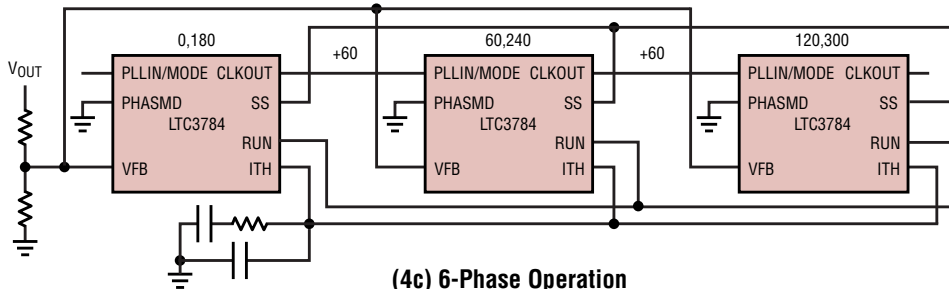 0,180
60,240
120,300
+60
+60
VOUT
PLLIN/MODE CLKOUT
PHASMD SS
LTC3784
RUN
VFB ITH
PLLIN/MODE CLKOUT
PHASMD SS
LTC3784
RUN
VFB ITH
PLLIN/MODE CLKOUT
PHASMD SS
LTC3784
RUN
VFB ITH
(4c) 6-Phase Operation